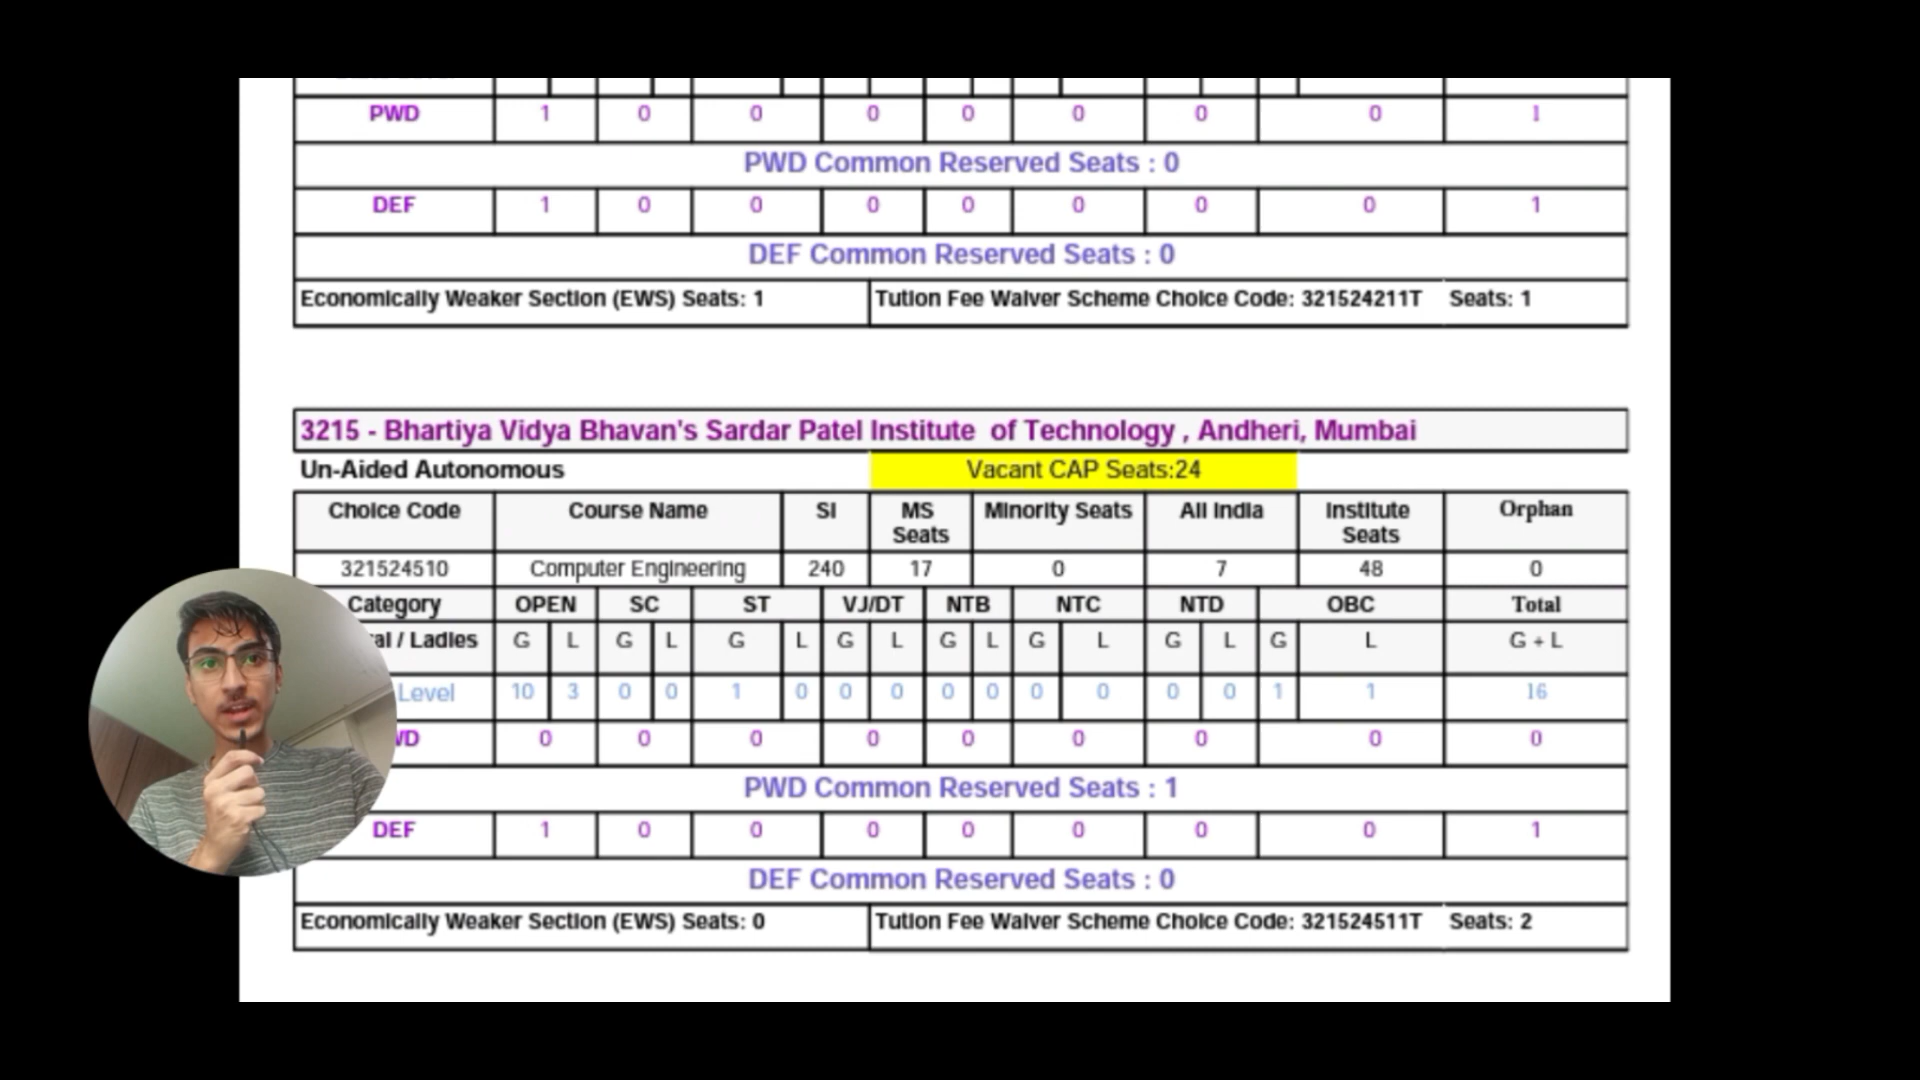 PWD 1 0 0 0 0 0 0 0 1
PWD Common Reserved Seats : 0
DEF 1 0 0 0 0 0 0 0 1
DEF Common Reserved Seats : 0
Economically Weaker Section (EWS) Seats: 1 Tution Fee Waiver Scheme Choice Code: 321524211T Seats: 1
3215 - Bhartiya Vidya Bhavan's Sardar Patel Institute of Technology , Andheri, Mumbai
Un-Aided Autonomous Vacant CAP Seats:24
Choice Code Course Name SI MS Seats Minority Seats All India Institute Seats Orphan
321524510 Computer Engineering 240 17 0 7 48 0
Category OPEN SC ST VJ/DT NTB NTC NTD OBC Total
/ Ladies G L G L G L G L G L G L G L G L G + L
Level 10 3 0 0 1 0 0 0 0 0 0 0 0 0 1 1 16
0 0 0 0 0 0 0 0 0
PWD Common Reserved Seats : 1
DEF 1 0 0 0 0 0 0 0 1
DEF Common Reserved Seats : 0
Economically Weaker Section (EWS) Seats: 0 Tution Fee Waiver Scheme Choice Code: 321524511T Seats: 2